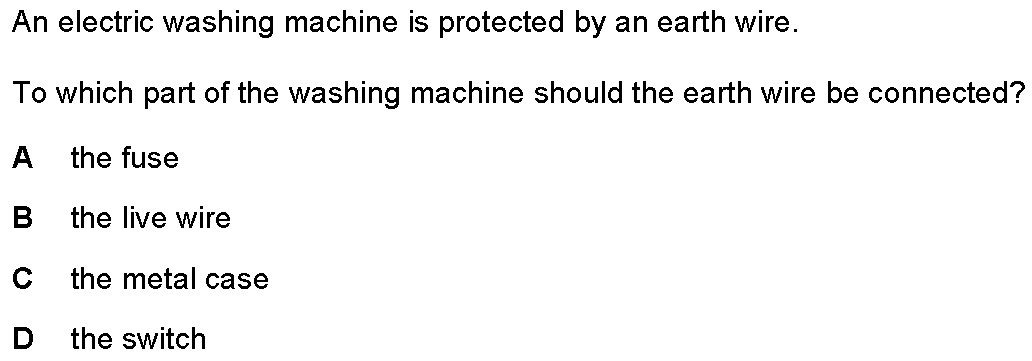 An electric washing machine is protected by an earth wire.
To which part of the washing machine should the earth wire be connected?
A the fuse
B the live wire
C the metal case
D the switch